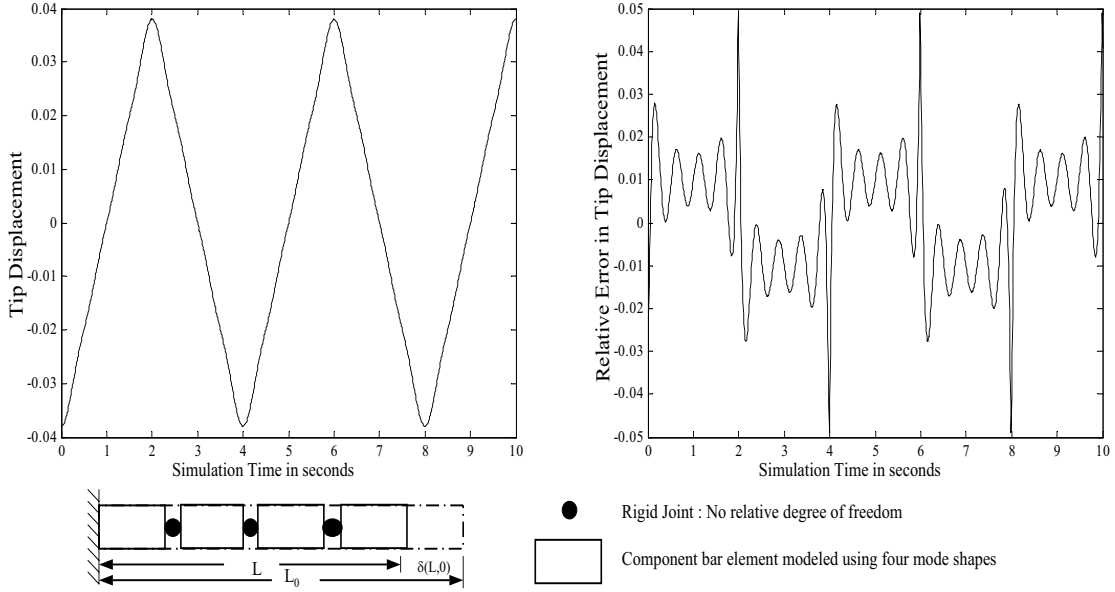 0.04
0.03
0.02
0.01
0
-0.01
-0.02
-0.03
-0.04
Tip Displacement
0 1 2 3 4 5 6 7 8 9 10
Simulation Time in seconds
0.05
0.04
0.03
0.02
0.01
0
-0.01
-0.02
-0.03
-0.04
-0.05
Relative Error in Tip Displacement
0 1 2 3 4 5 6 7 8 9 10
Simulation Time in seconds
L
δ(L,0)
L0
Rigid Joint : No relative degree of freedom
Component bar element modeled using four mode shapes